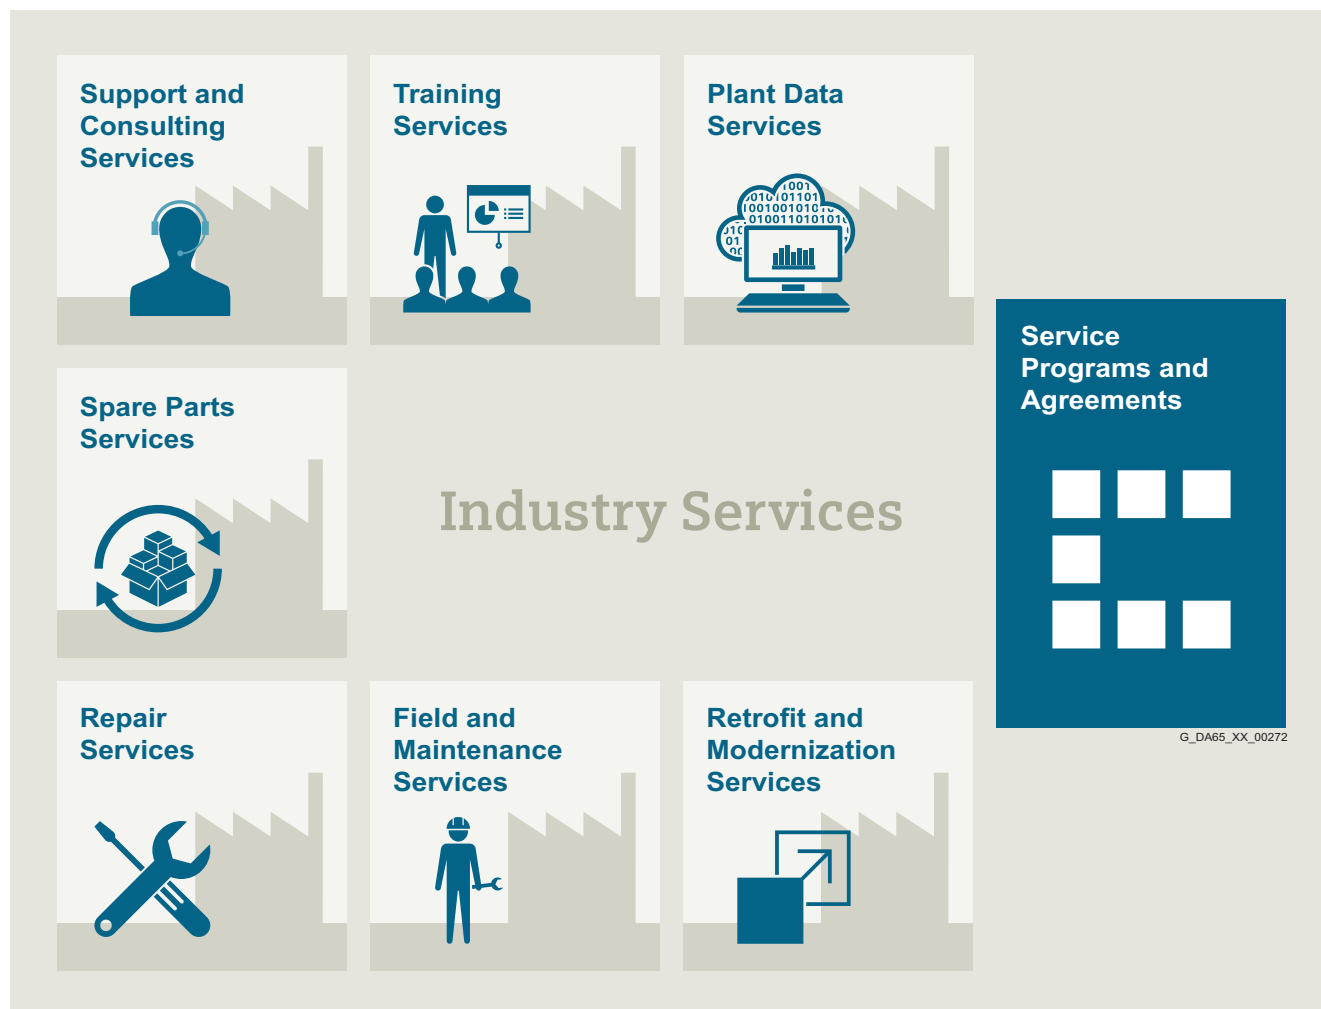 Support and
Consulting
Services
Training
Services
Plant Data
Services
Spare Parts
Services
Industry Services
Service
Programs and
Agreements
Repair
Services
Field and
Maintenance
Services
Retrofit and
Modernization
Services
G_DA65_XX_00272